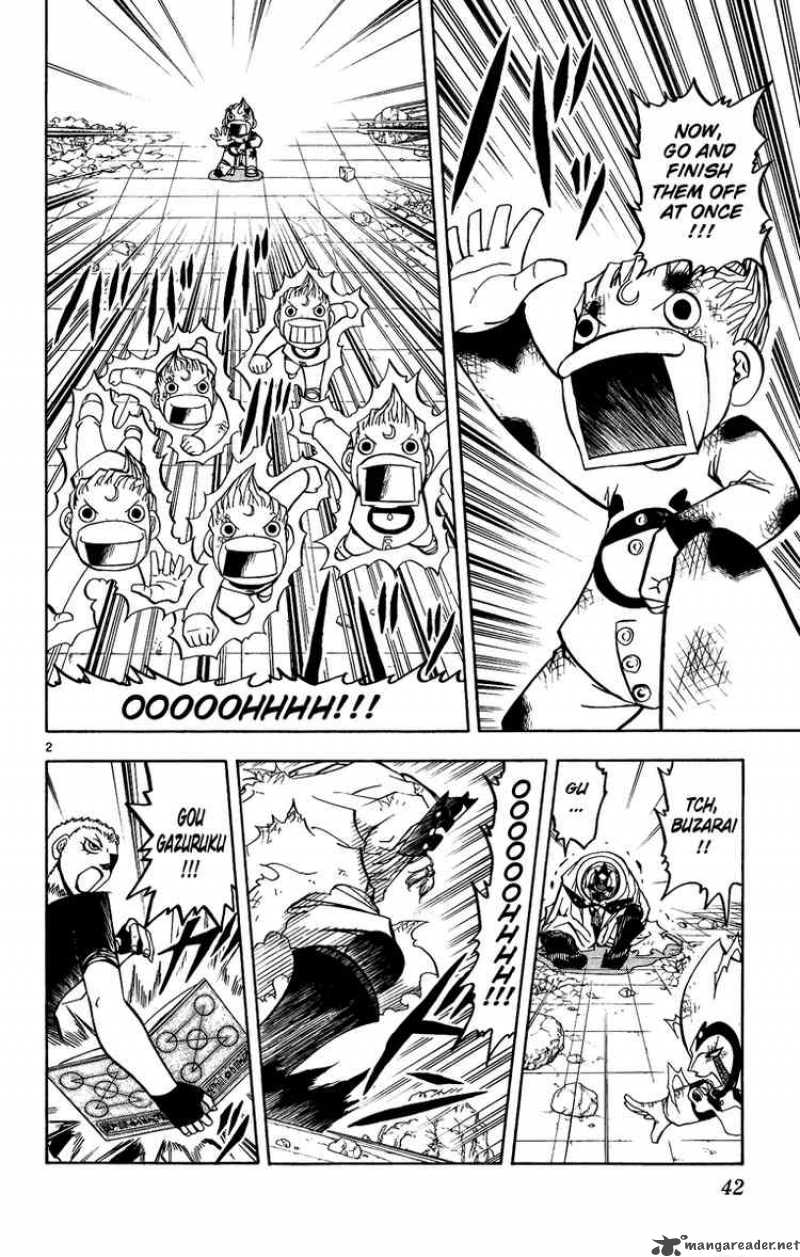 NOW,
GO AND
FINISH
THEM OFF
AT ONCE
!!!
OOOOOHHHH!!!
2
TCH,
BUZARAI
!!
GU
...
OOOOOOHHHH!!!
GOU
GAZURUKU
!!!
42
mangareader.net